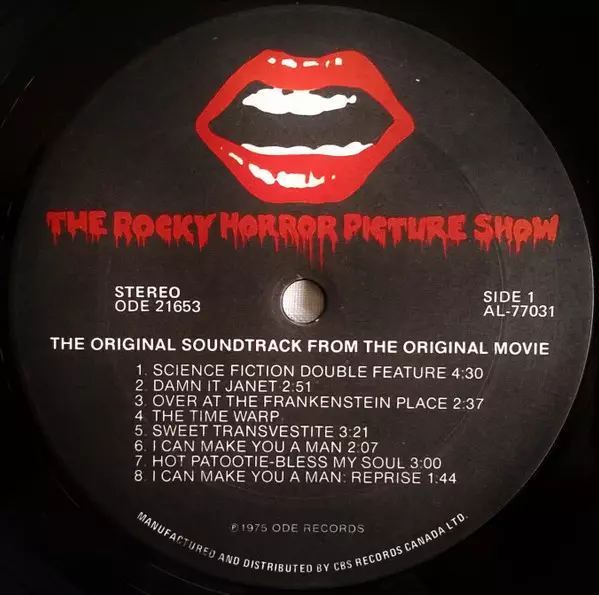 THE ROCKY HORROR PICTURE SHOW
STEREO
ODE 21653
SIDE 1
AL-77031
THE ORIGINAL SOUNDTRACK FROM THE ORIGINAL MOVIE
1. SCIENCE FICTION DOUBLE FEATURE 4:30
2. DAMN IT JANET 2:51
3. OVER AT THE FRANKENSTEIN PLACE 2:37
4. THE TIME WARP
5. SWEET TRANSVESTITE 3:21
6. I CAN MAKE YOU A MAN 2:07
7. HOT PATOOTIE-BLESS MY SOUL 3:00
8. I CAN MAKE YOU A MAN: REPRISE 1:44
℗1975 ODE RECORDS
MANUFACTURED AND DISTRIBUTED BY CBS RECORDS CANADA LTD.